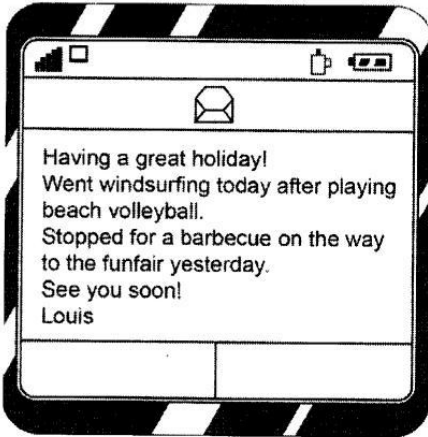 Having a great holiday!
Went windsurfing today after playing
beach volleyball.
Stopped for a barbecue on the way
to the funfair yesterday.
See you soon!
Louis